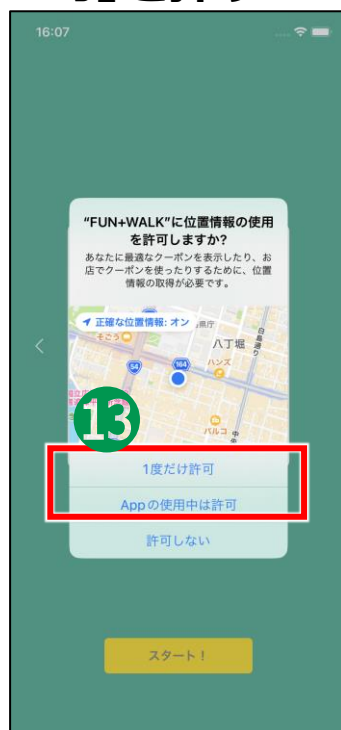 16:07
“FUN+WALK”に位置情報の使用
を許可しますか?
あなたに最適なクーポンを表示したり、お
店でクーポンを使ったりするために、位置
情報の取得が必要です。
正確な位置情報: オン
県庁
そごう
八丁堀
54
164
ハンズ
13
パルコ
1度だけ許可
Appの使用中は許可
許可しない
スタート!